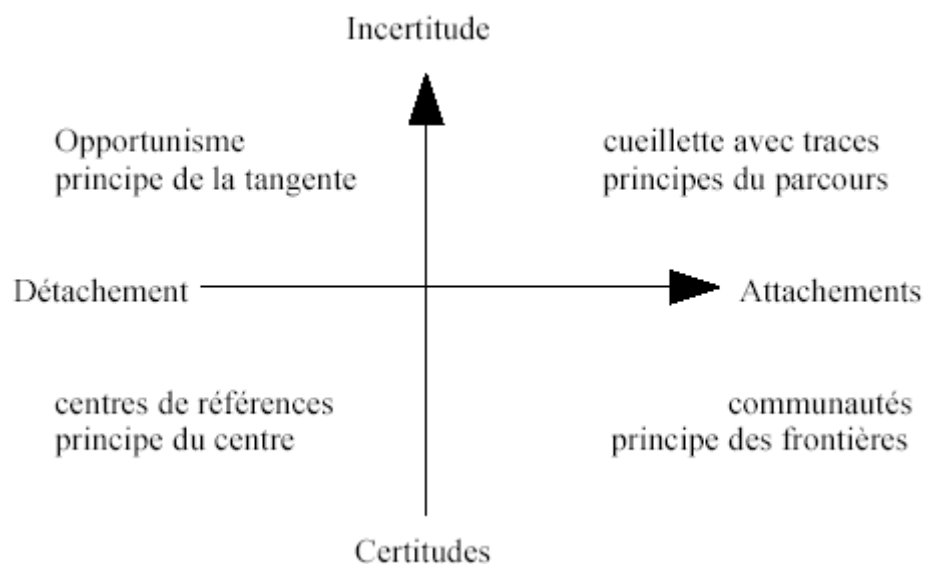 Incertitude
Opportunisme
principe de la tangente
cueillette avec traces
principes du parcours
Détachement
Attachements
centres de références
principe du centre
communautés
principe des frontières
Certitudes